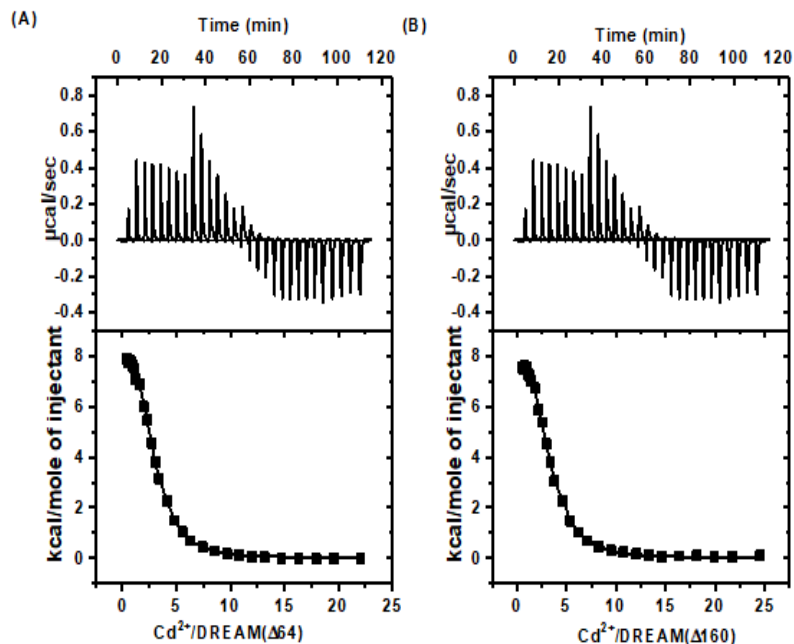 (A)
Time (min)
0 20 40 60 80 100 120
0.8
0.6
0.4
0.2
0.0
-0.2
-0.4
µcal/sec
8
6
4
2
0
kcal/mole of injectant
0 5 10 15 20 25
Cd²⁺/DREAM(Δ64)
(B)
Time (min)
0 20 40 60 80 100 120
0.8
0.6
0.4
0.2
0.0
-0.2
-0.4
µcal/sec
8
6
4
2
0
kcal/mole of injectant
0 5 10 15 20 25
Cd²⁺/DREAM(Δ160)